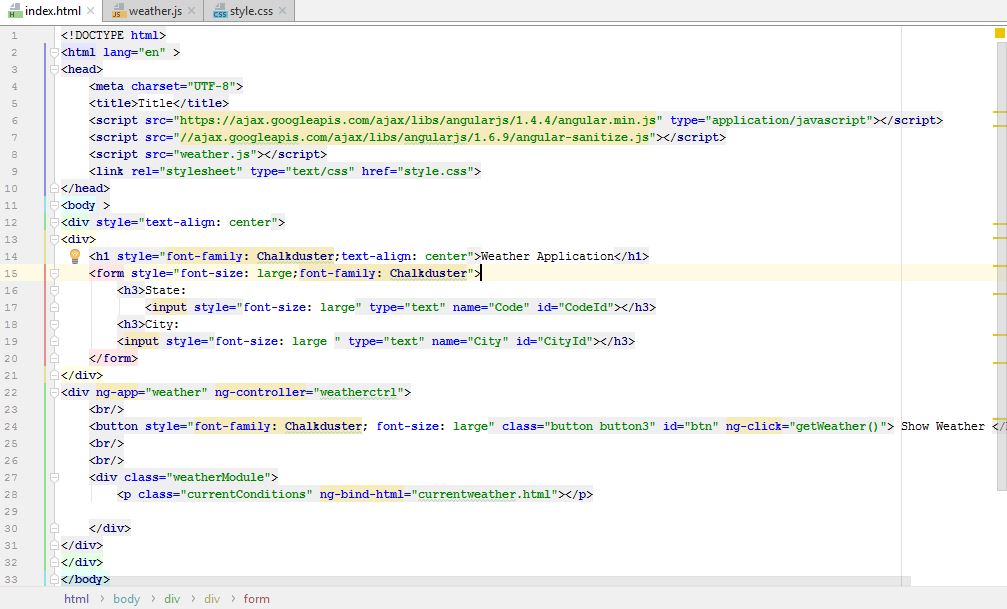 index.html weather.js style.css
1 <!DOCTYPE html>
2 <html lang="en" >
3 <head>
4 <meta charset="UTF-8">
5 <title>Title</title>
6 <script src="https://ajax.googleapis.com/ajax/libs/angularjs/1.4.4/angular.min.js" type="application/javascript"></script>
7 <script src="//ajax.googleapis.com/ajax/libs/angularjs/1.6.9/angular-sanitize.js"></script>
8 <script src="weather.js"></script>
9 <link rel="stylesheet" type="text/css" href="style.css">
10 </head>
11 <body >
12 <div style="text-align: center">
13 <div>
14 <h1 style="font-family: Chalkduster;text-align: center">Weather Application</h1>
15 <form style="font-size: large;font-family: Chalkduster">
16 <h3>State:
17 <input style="font-size: large" type="text" name="Code" id="CodeId"></h3>
18 <h3>City:
19 <input style="font-size: large " type="text" name="City" id="CityId"></h3>
20 </form>
21 </div>
22 <div ng-app="weather" ng-controller="weatherctrl">
23 <br/>
24 <button style="font-family: Chalkduster; font-size: large" class="button button3" id="btn" ng-click="getWeather()"> Show Weather </
25 <br/>
26 <br/>
27 <div class="weatherModule">
28 <p class="currentConditions" ng-bind-html="currentweather.html"></p>
29
30 </div>
31 </div>
32 </div>
33 </body>
html > body > div > div > form